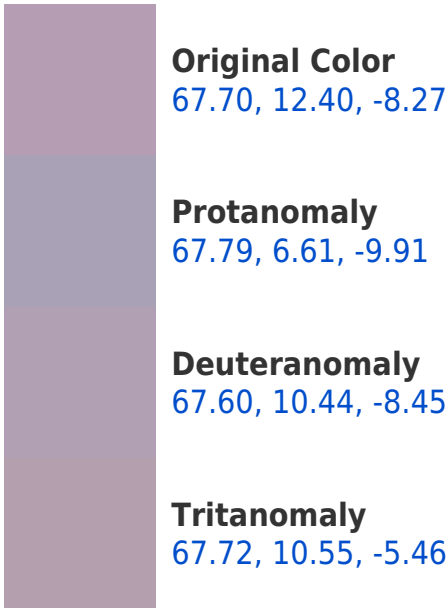 Original Color
67.70, 12.40, -8.27
Protanomaly
67.79, 6.61, -9.91
Deuteranomaly
67.60, 10.44, -8.45
Tritanomaly
67.72, 10.55, -5.46